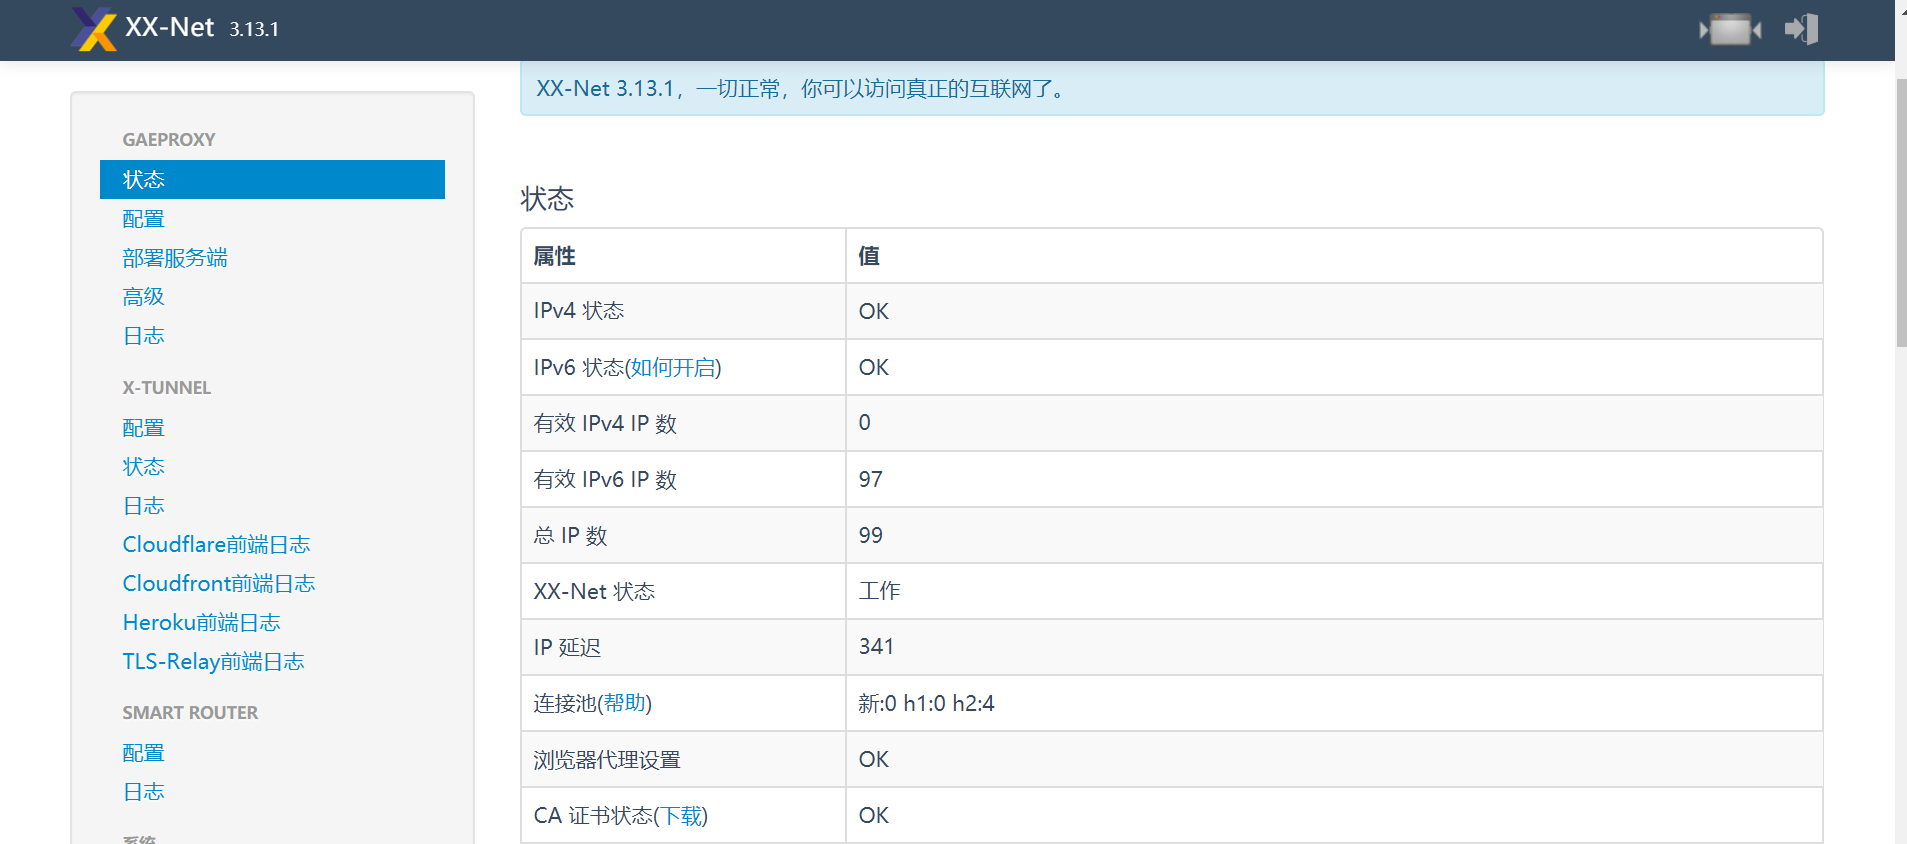 XX-Net 3.13.1
XX-Net 3.13.1，一切正常，你可以访问真正的互联网了。
GAEPROXY
状态
配置
部署服务端
高级
日志
X-TUNNEL
配置
状态
日志
Cloudflare前端日志
Cloudfront前端日志
Heroku前端日志
TLS-Relay前端日志
SMART ROUTER
配置
日志
系统
状态
属性 值
IPv4 状态 OK
IPv6 状态(如何开启) OK
有效 IPv4 IP 数 0
有效 IPv6 IP 数 97
总 IP 数 99
XX-Net 状态 工作
IP 延迟 341
连接池(帮助) 新:0 h1:0 h2:4
浏览器代理设置 OK
CA 证书状态(下载) OK